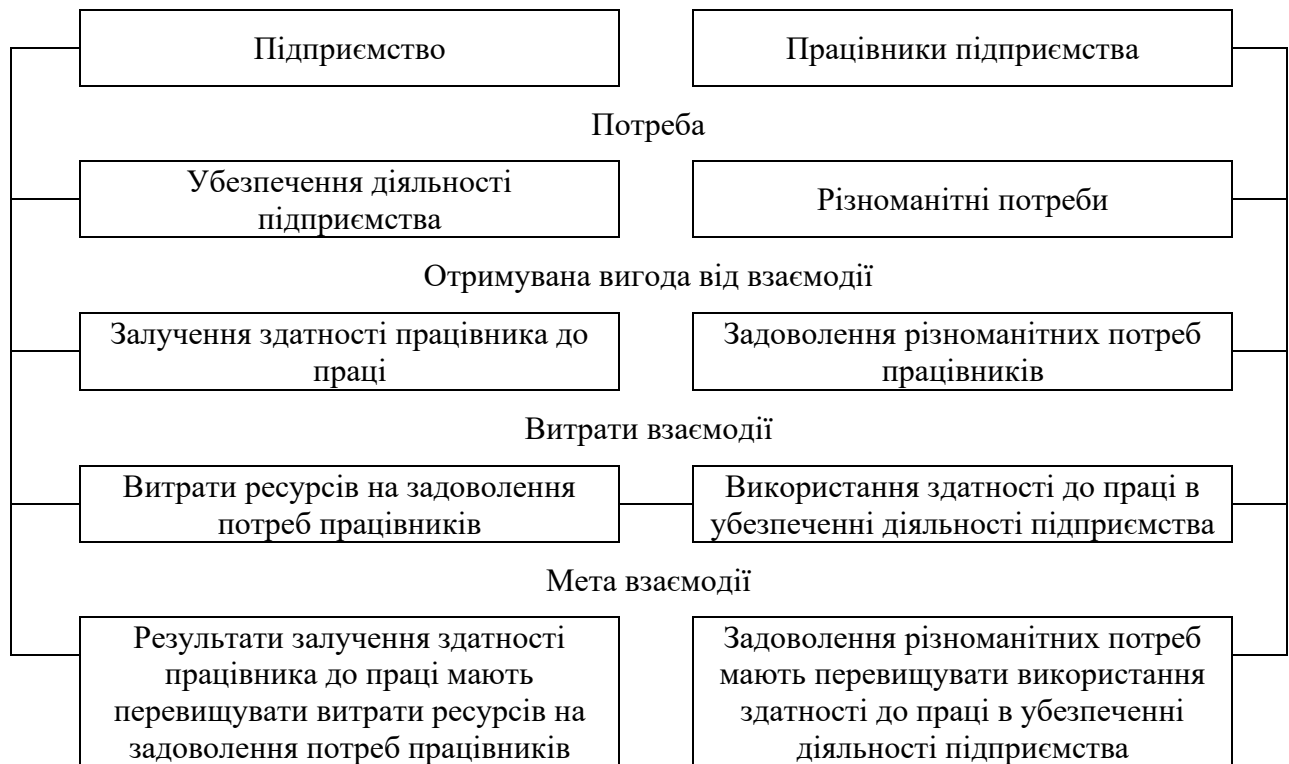 Підприємство
Працівники підприємства
Потреба
Убезпечення діяльності
підприємства
Різноманітні потреби
Отримувана вигода від взаємодії
Залучення здатності працівника до
праці
Задоволення різноманітних потреб
працівників
Витрати взаємодії
Витрати ресурсів на задоволення
потреб працівників
Використання здатності до праці в
убезпеченні діяльності підприємства
Мета взаємодії
Результати залучення здатності
працівника до праці мають
перевищувати витрати ресурсів на
задоволення потреб працівників
Задоволення різноманітних потреб
мають перевищувати використання
здатності до праці в убезпеченні
діяльності підприємства